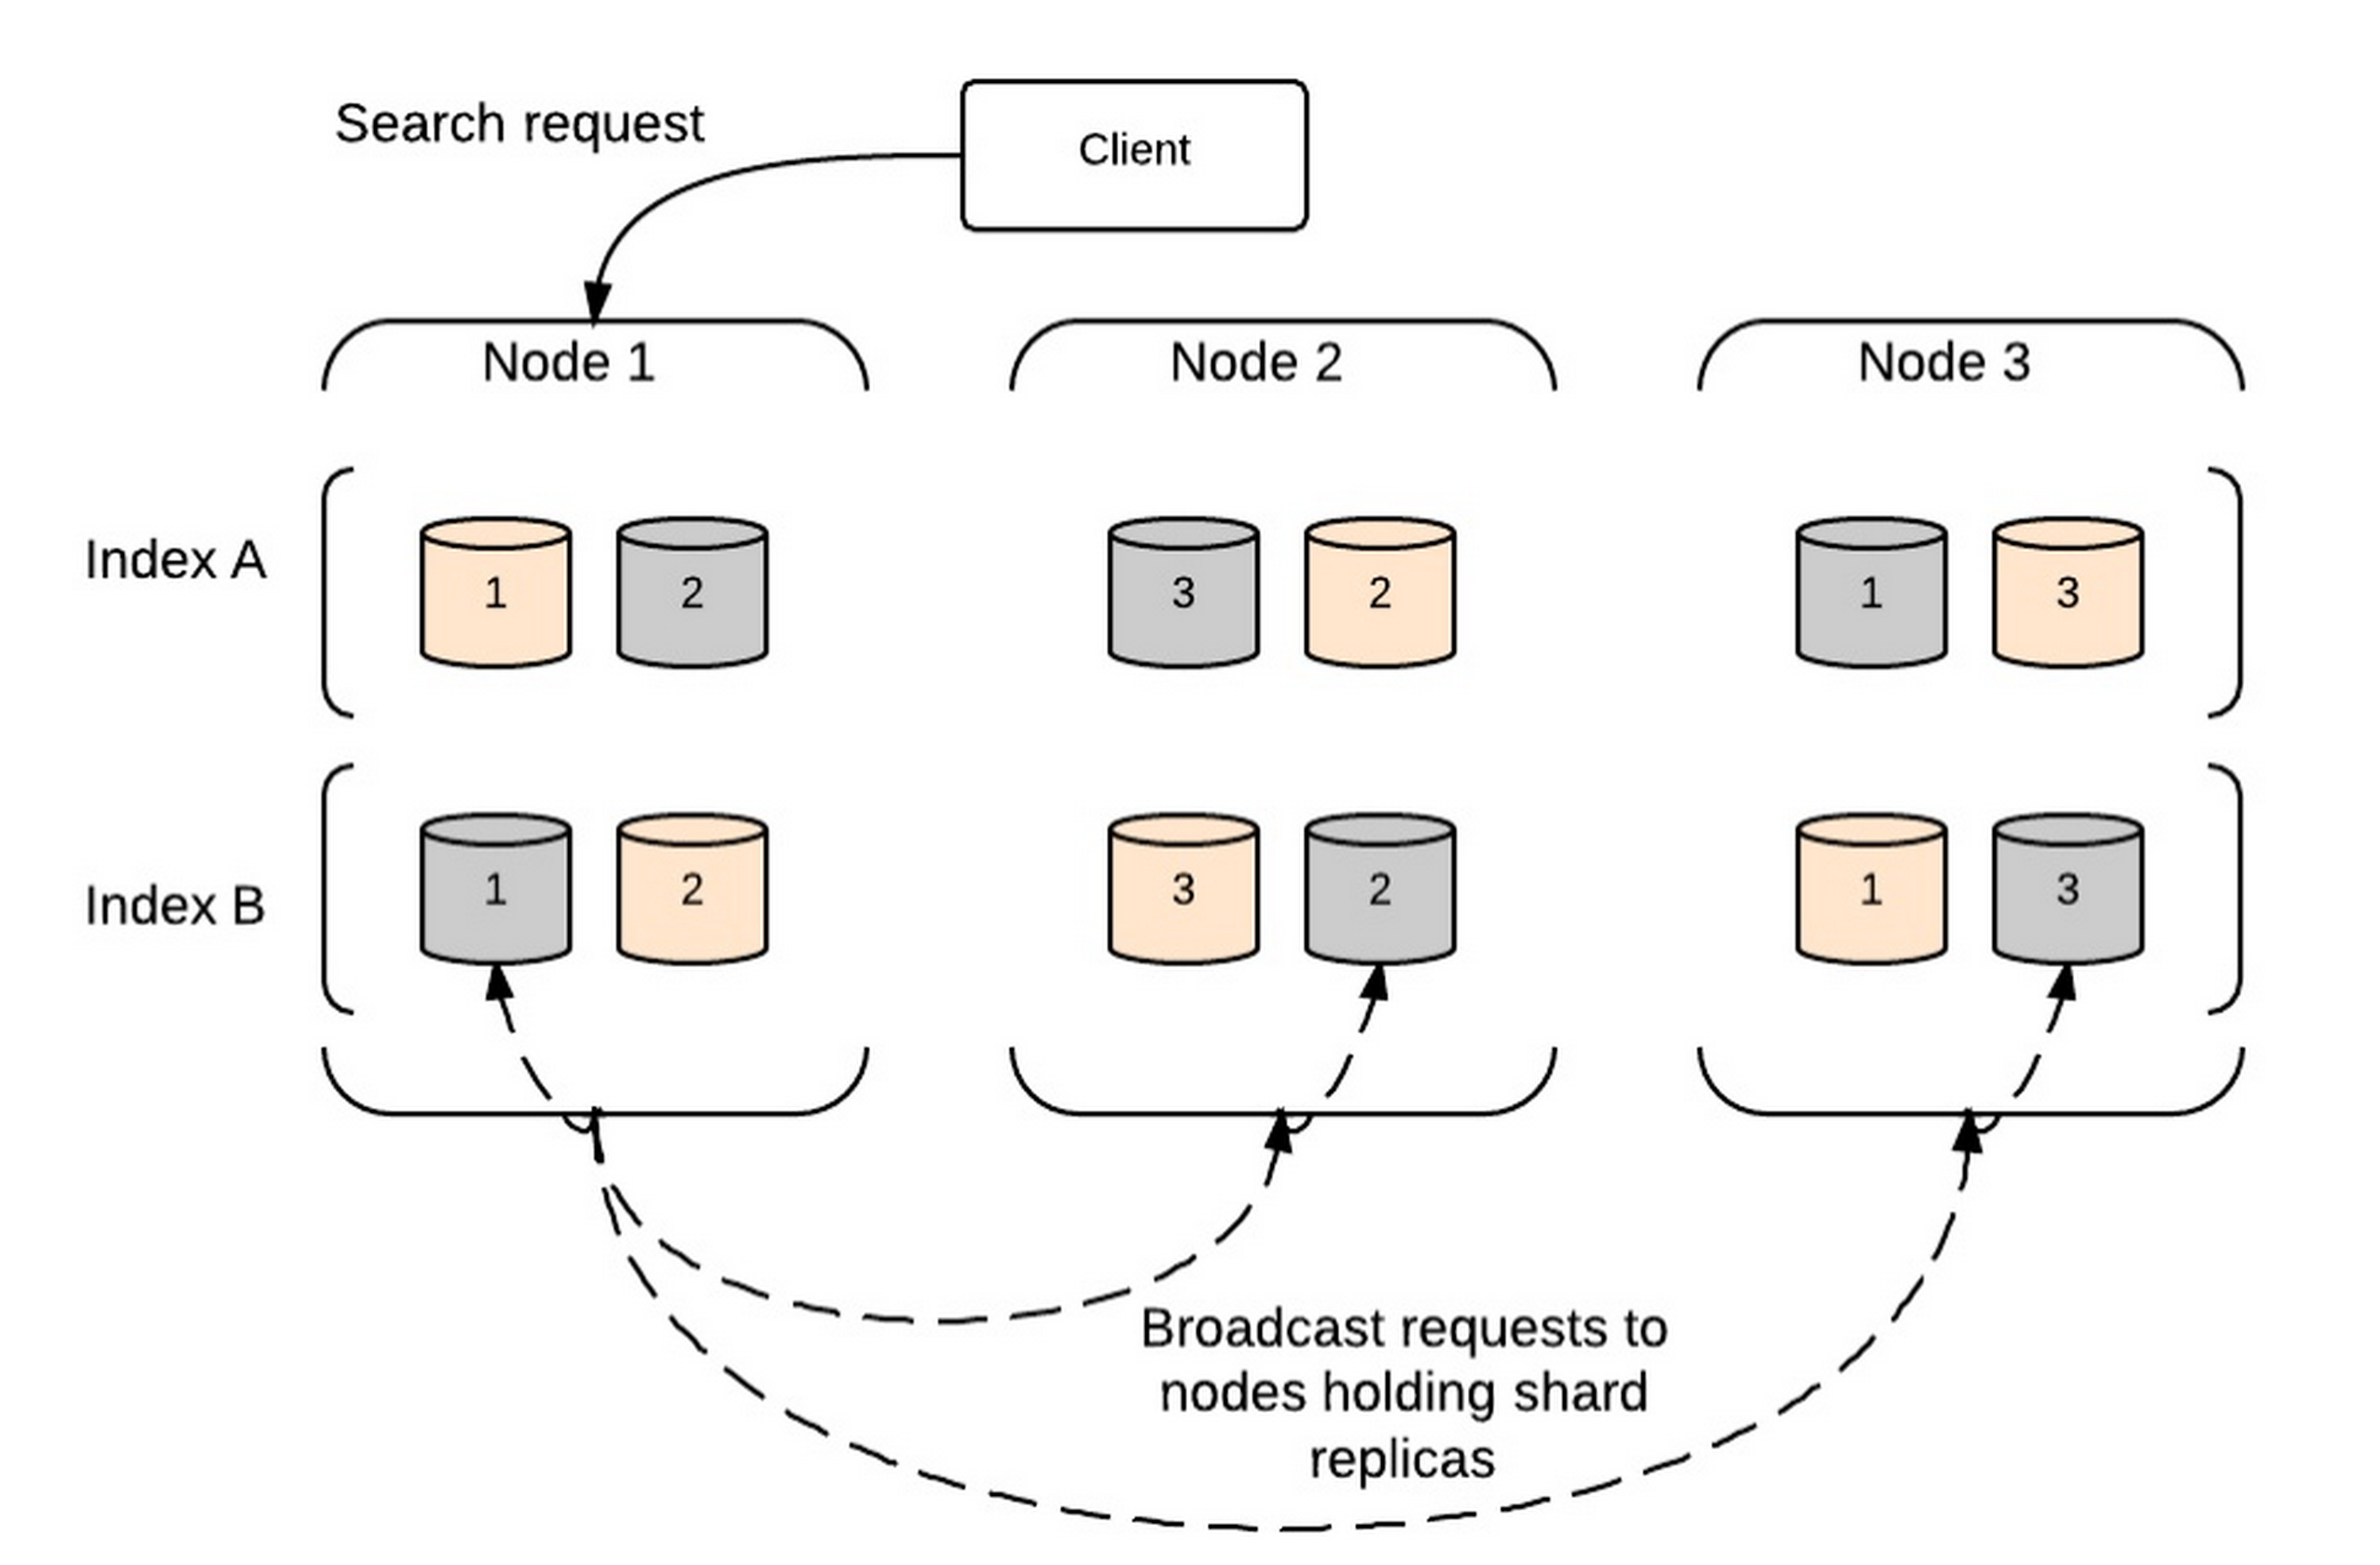 Search request
Client
Node 1
Node 2
Node 3
Index A
1
2
3
2
1
3
Index B
1
2
3
2
1
3
Broadcast requests to
nodes holding shard
replicas